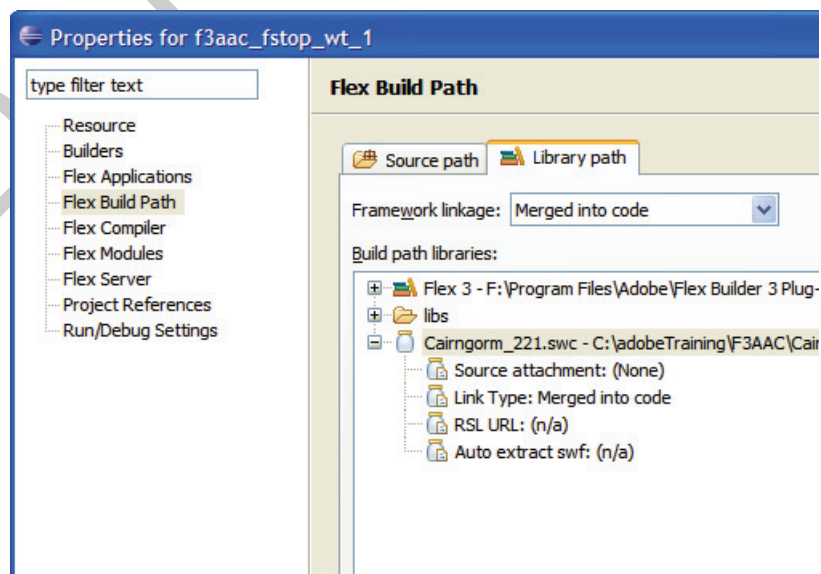 Properties for f3aac_fstop_wt_1
type filter text
Resource
Builders
Flex Applications
Flex Build Path
Flex Compiler
Flex Modules
Flex Server
Project References
Run/Debug Settings
Flex Build Path
Source path
Library path
Framework linkage: Merged into code
Build path libraries:
Flex 3 - F:\Program Files\Adobe\Flex Builder 3 Plug-
libs
Cairngorm_221.swc - C:\adobeTraining\F3AAC\Cair
Source attachment: (None)
Link Type: Merged into code
RSL URL: (n/a)
Auto extract swf: (n/a)